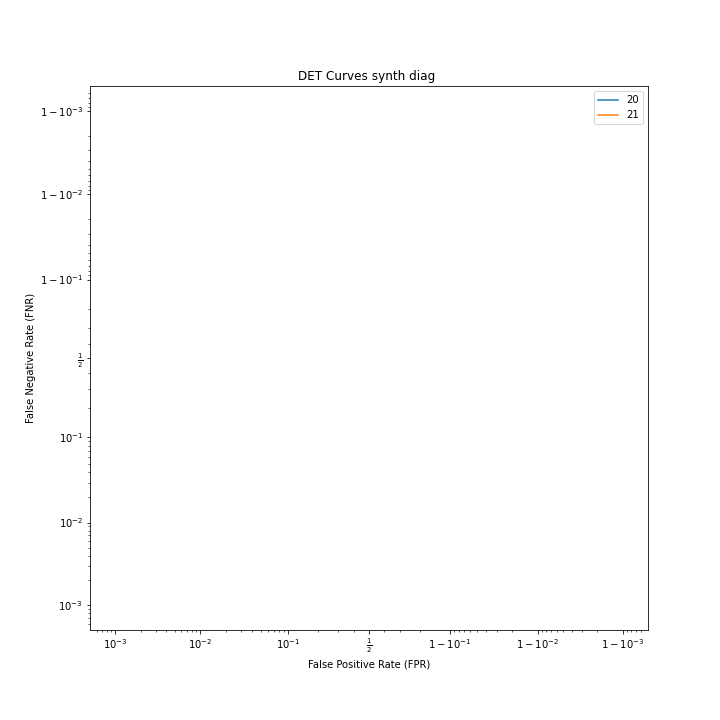 DET Curves synth diag
20
21
1 − 10⁻³
1 − 10⁻²
1 − 10⁻¹
1/2
10⁻¹
10⁻²
10⁻³
False Negative Rate (FNR)
10⁻³ 10⁻² 10⁻¹ 1/2 1 − 10⁻¹ 1 − 10⁻² 1 − 10⁻³
False Positive Rate (FPR)